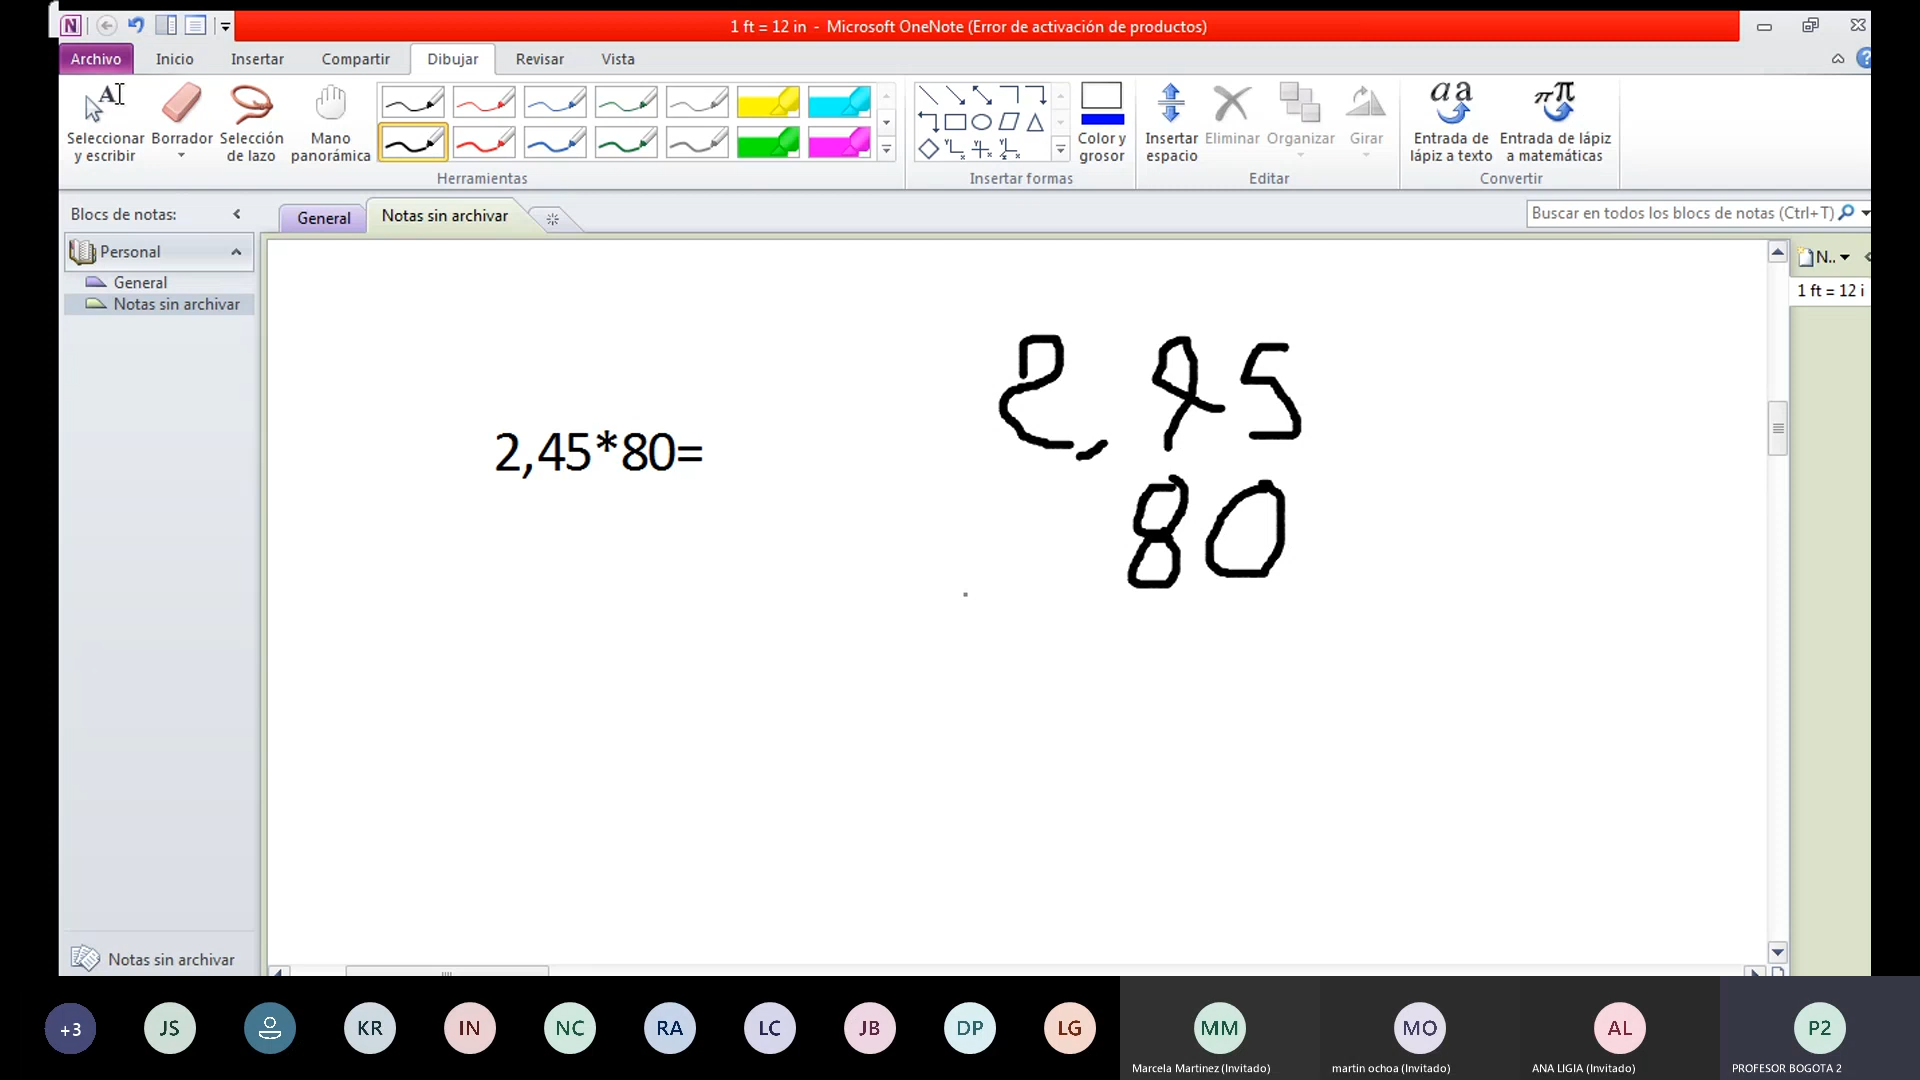 1 ft = 12 in - Microsoft OneNote (Error de activación de productos)
Archivo Inicio Insertar Compartir Dibujar Revisar Vista
Seleccionar y escribir
Borrador
Selección de lazo
Mano panorámica
Color y grosor
Insertar espacio
Eliminar
Organizar
Girar
Entrada de lápiz a texto
Entrada de lápiz a matemáticas
Herramientas
Insertar formas
Editar
Convertir
Blocs de notas:
General
Notas sin archivar
Buscar en todos los blocs de notas (Ctrl+T)
Personal
General
Notas sin archivar
N..
1 ft = 12 i
2,45*80=
2,45
80
Notas sin archivar
+3 JS KR IN NC RA LC JB DP LG MM MO AL P2
Marcela Martinez (Invitado)
martin ochoa (Invitado)
ANA LIGIA (Invitado)
PROFESOR BOGOTA 2